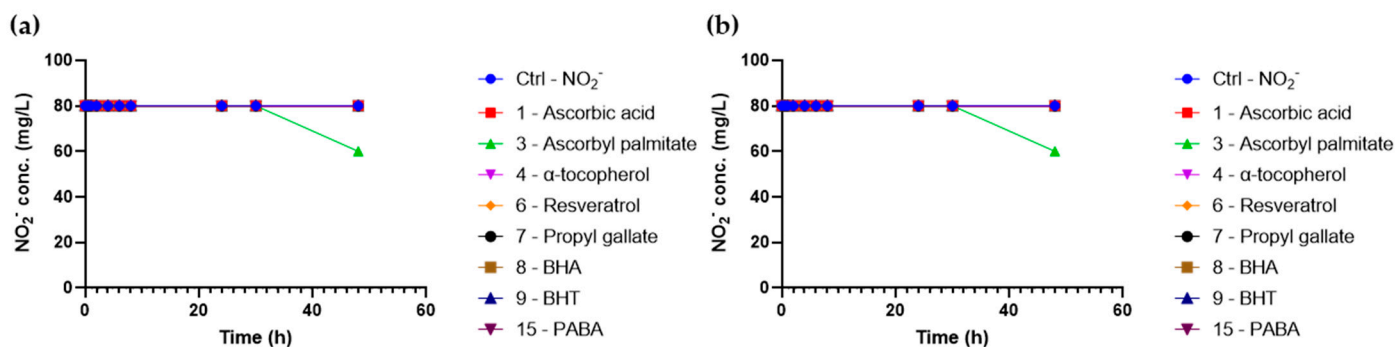 (a)
NO₂⁻ conc. (mg/L)
100
80
60
40
20
0
0
20
40
60
Time (h)
Ctrl - NO₂⁻
1 - Ascorbic acid
3 - Ascorbyl palmitate
4 - α-tocopherol
6 - Resveratrol
7 - Propyl gallate
8 - BHA
9 - BHT
15 - PABA
(b)
NO₂⁻ conc. (mg/L)
100
80
60
40
20
0
0
20
40
60
Time (h)
Ctrl - NO₂⁻
1 - Ascorbic acid
3 - Ascorbyl palmitate
4 - α-tocopherol
6 - Resveratrol
7 - Propyl gallate
8 - BHA
9 - BHT
15 - PABA